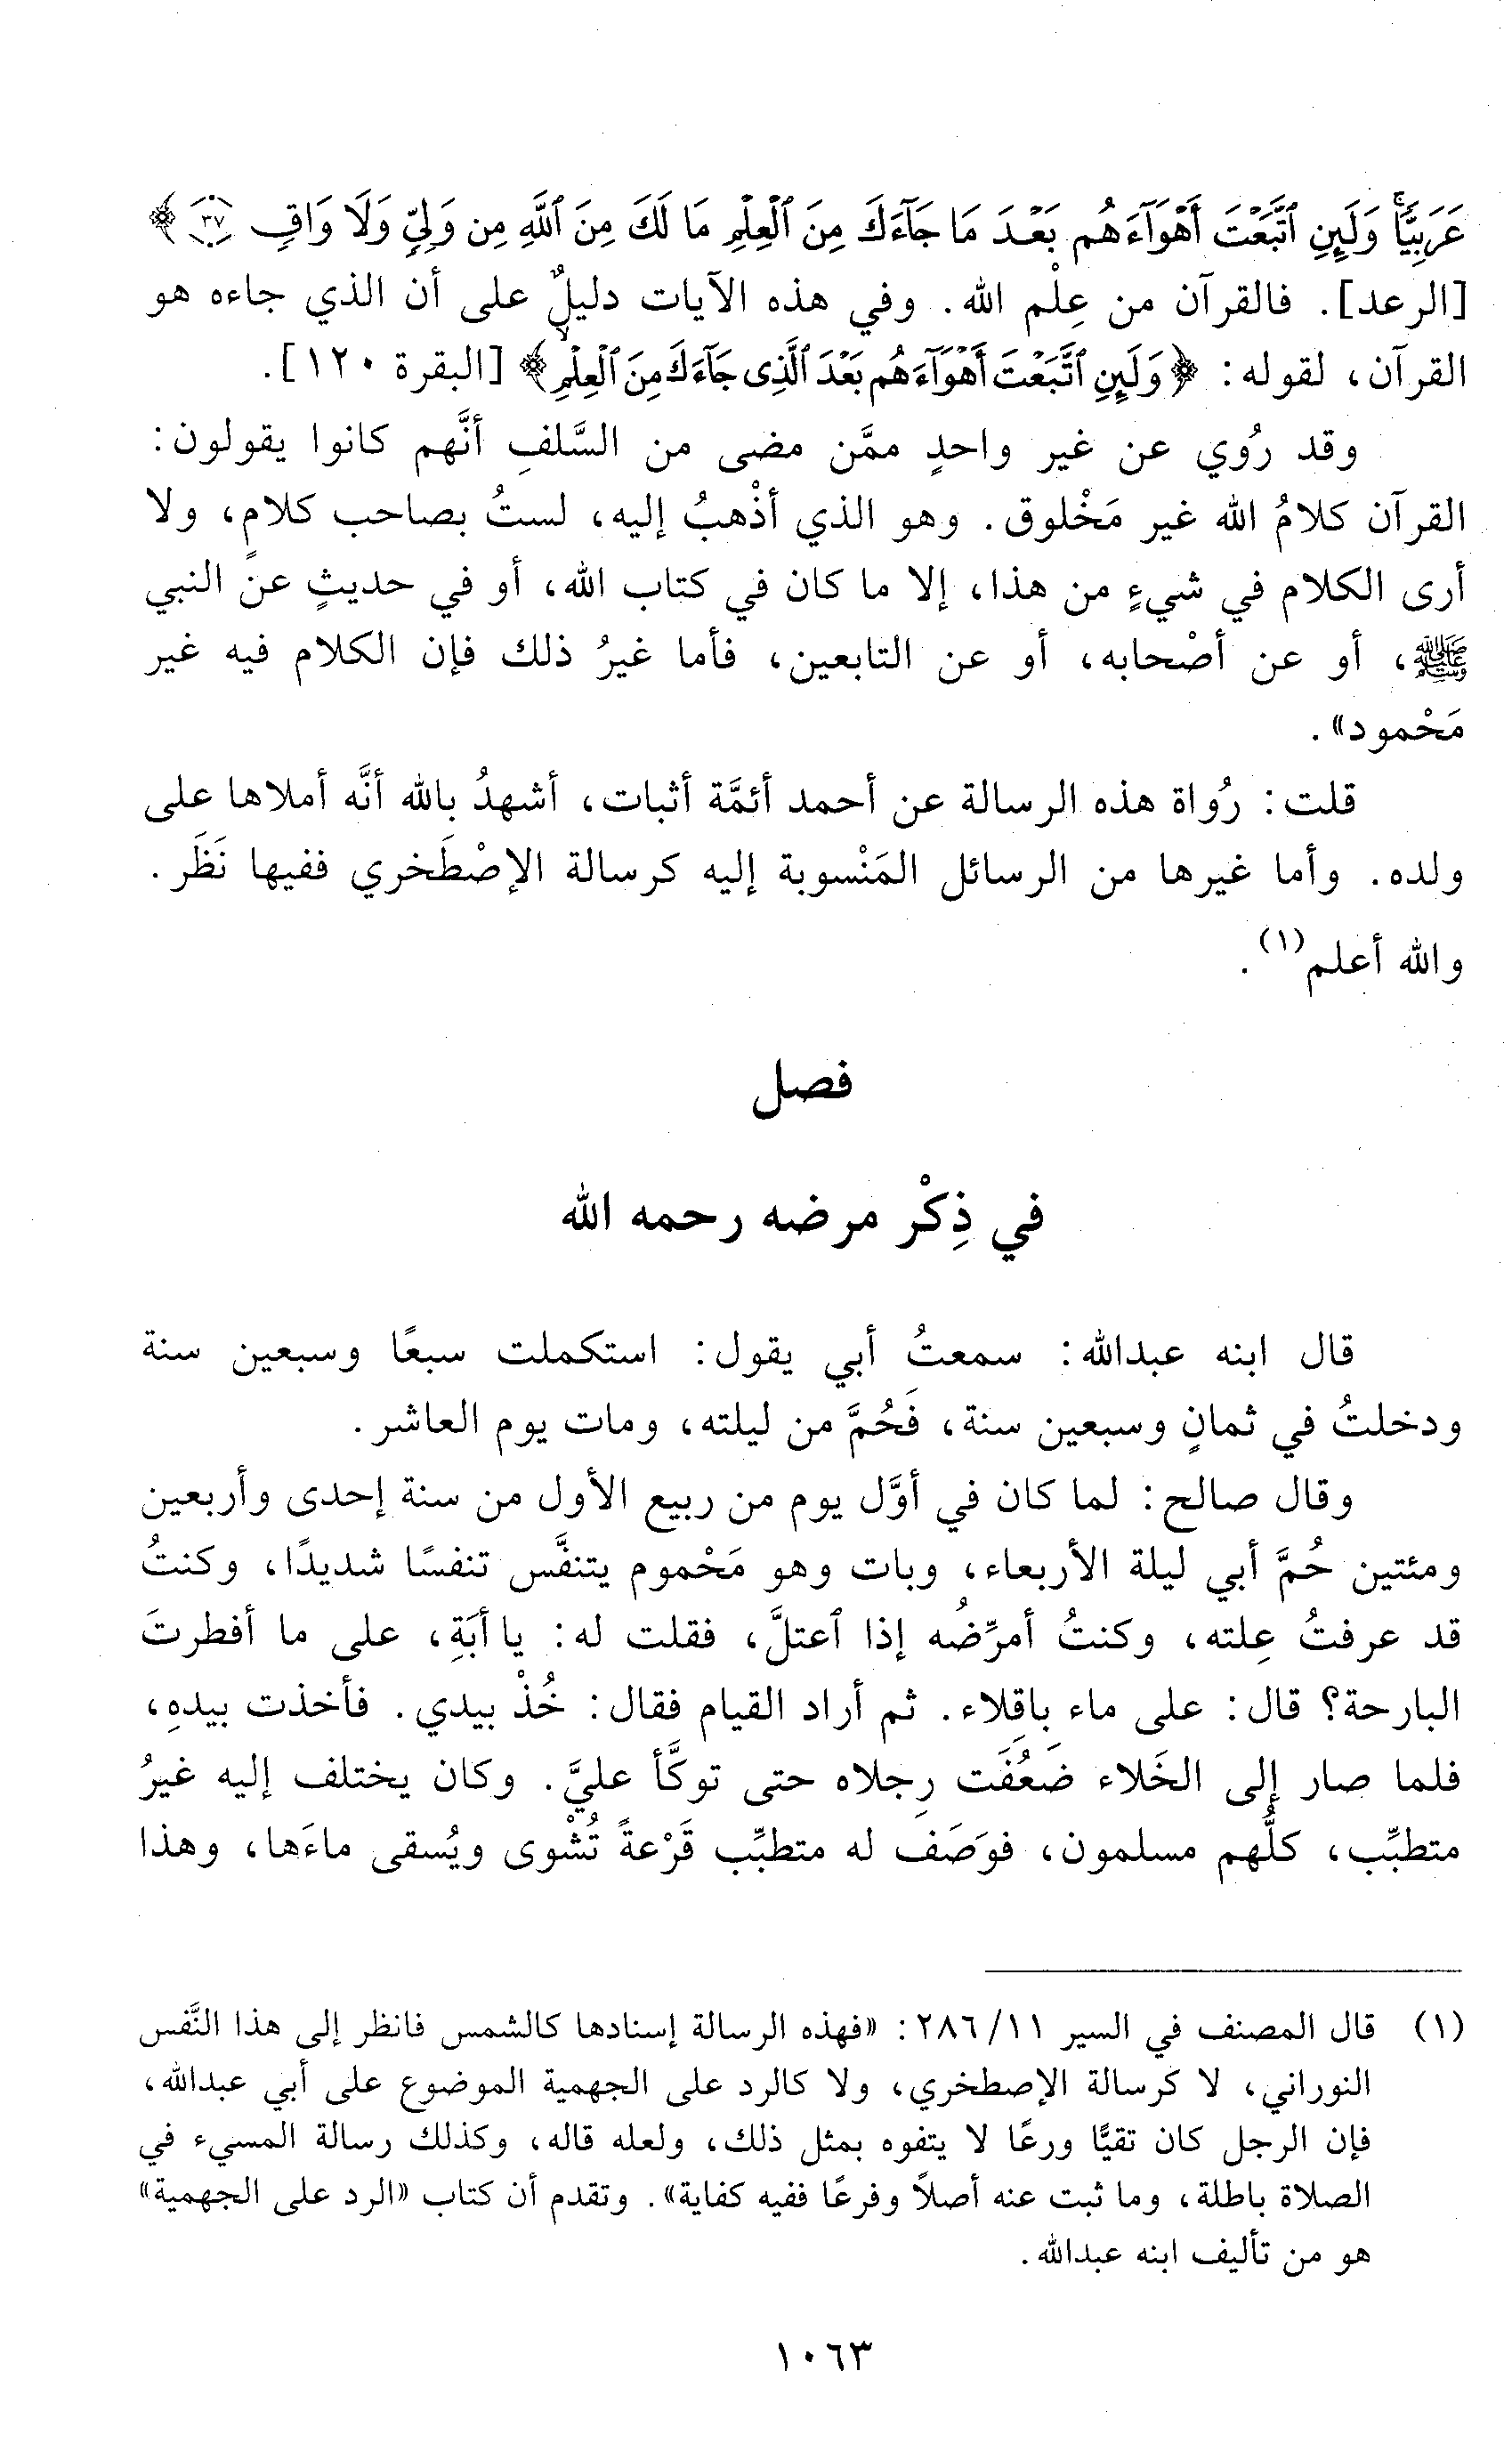 عَرَبِيًّا وَلَئِنِ ٱتَّبَعْتَ أَهْوَآءَهُم بَعْدَ مَا جَآءَكَ مِنَ ٱلْعِلْمِ مَا لَكَ مِنَ ٱللَّهِ مِن وَلِيٍّ وَلَا وَاقٍ ٣٧ ﴾
[الرعد]. فالقرآن من عِلْم الله. وفي هذه الآيات دليلٌ على أن الذي جاءه هو
القرآن، لقوله: ﴿ وَلَئِنِ ٱتَّبَعْتَ أَهْوَآءَهُم بَعْدَ ٱلَّذِى جَآءَكَ مِنَ ٱلْعِلْمِ ﴾ [البقرة ١٢٠].
وقد رُوي عن غير واحدٍ ممَّن مضى من السَّلفِ أنَّهم كانوا يقولون:
القرآن كلامُ الله غير مَخْلوق. وهو الذي أذْهبُ إليه، لستُ بصاحب كلامٍ، ولا
أرى الكلام في شيءٍ من هذا، إلا ما كان في كتاب الله، أو في حديثٍ عن النبي
ﷺ، أو عن أصْحابه، أو عن التابعين، فأما غيرُ ذلك فإن الكلام فيه غير
مَحْمود».
قلت: رُواة هذه الرسالة عن أحمد أئمَّة أثبات، أشهدُ بالله أنَّه أملاها على
ولده. وأما غيرها من الرسائل المَنْسوبة إليه كرسالة الإصْطَخري ففيها نَظَر.
والله أعلم(١).
فصل
في ذِكْر مرضه رحمه الله
قال ابنه عبدالله: سمعتُ أبي يقول: استكملت سبعًا وسبعين سنة
ودخلتُ في ثمانٍ وسبعين سنة، فَحُمَّ من ليلته، ومات يوم العاشر.
وقال صالح: لما كان في أوَّل يوم من ربيع الأول من سنة إحدى وأربعين
ومئتين حُمَّ أبي ليلة الأربعاء، وبات وهو مَحْموم يتنفَّس تنفسًا شديدًا، وكنتُ
قد عرفتُ عِلته، وكنتُ أمرِّضُه إذا ٱعتلَّ، فقلت له: يا أبَةِ، على ما أفطرتَ
البارحة؟ قال: على ماء باقِلاء. ثم أراد القيام فقال: خُذْ بيدي. فأخذت بيدهِ،
فلما صار إلى الخَلاء ضَعُفَت رِجلاه حتى توكَّأ عليَّ. وكان يختلف إليه غيرُ
متطبِّب، كلُّهم مسلمون، فوَصَف له متطبِّب قَرْعةً تُشْوى ويُسقى ماءَها، وهذا
(١) قال المصنف في السير ١١/ ٢٨٦: «فهذه الرسالة إسنادها كالشمس فانظر إلى هذا النَّفس
النوراني، لا كرسالة الإصطخري، ولا كالرد على الجهمية الموضوع على أبي عبدالله،
فإن الرجل كان تقيًّا ورعًا لا يتفوه بمثل ذلك، ولعله قاله، وكذلك رسالة المسيء في
الصلاة باطلة، وما ثبت عنه أصلاً وفرعًا ففيه كفاية». وتقدم أن كتاب «الرد على الجهمية»
هو من تأليف ابنه عبدالله.
١٠٦٣